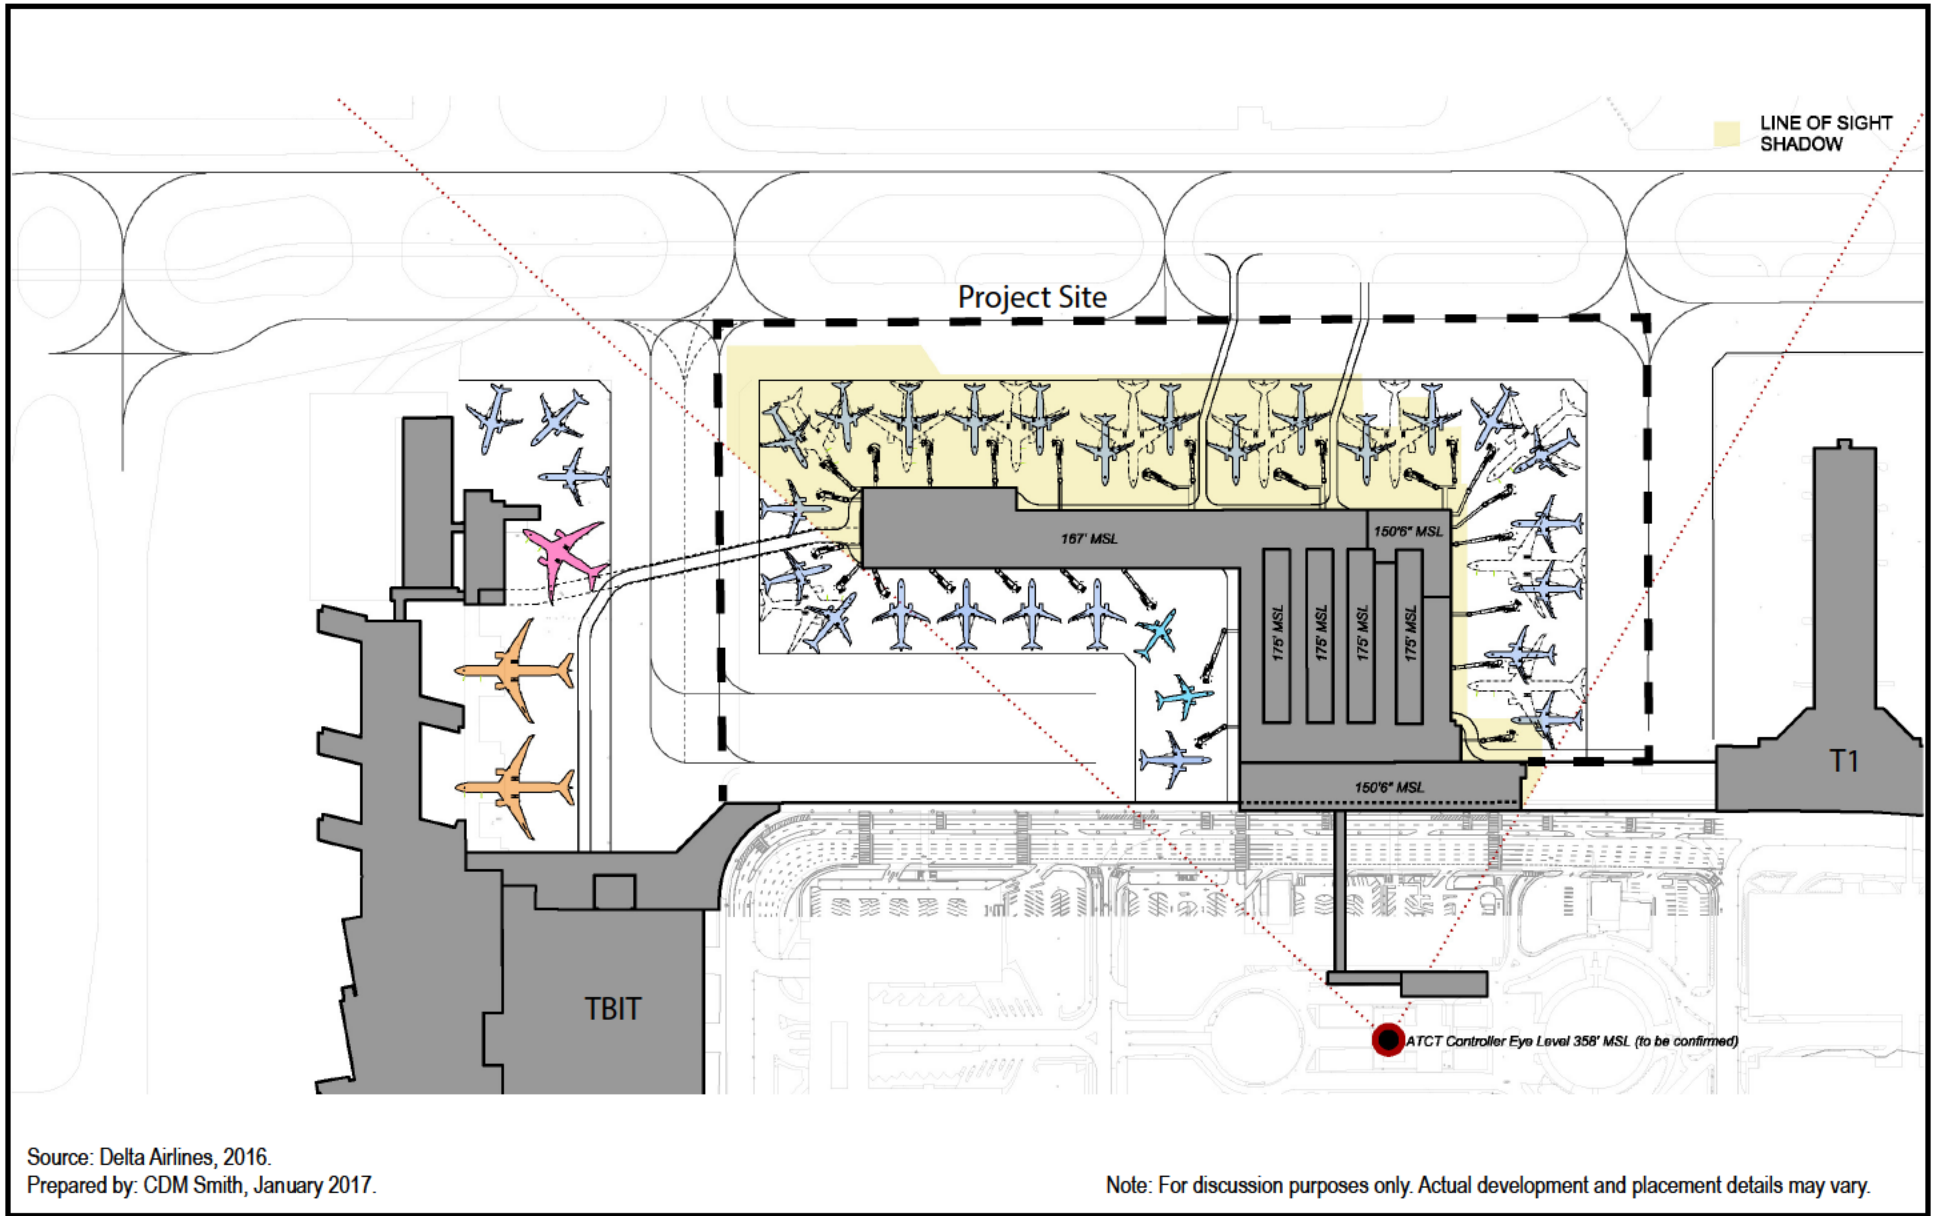 LINE OF SIGHT
SHADOW
Project Site
167' MSL
150'6" MSL
175' MSL
175' MSL
175' MSL
175' MSL
T1
150'6" MSL
TBIT
ATCT Controller Eye Level 358' MSL (to be confirmed)
Source: Delta Airlines, 2016.
Prepared by: CDM Smith, January 2017.
Note: For discussion purposes only. Actual development and placement details may vary.